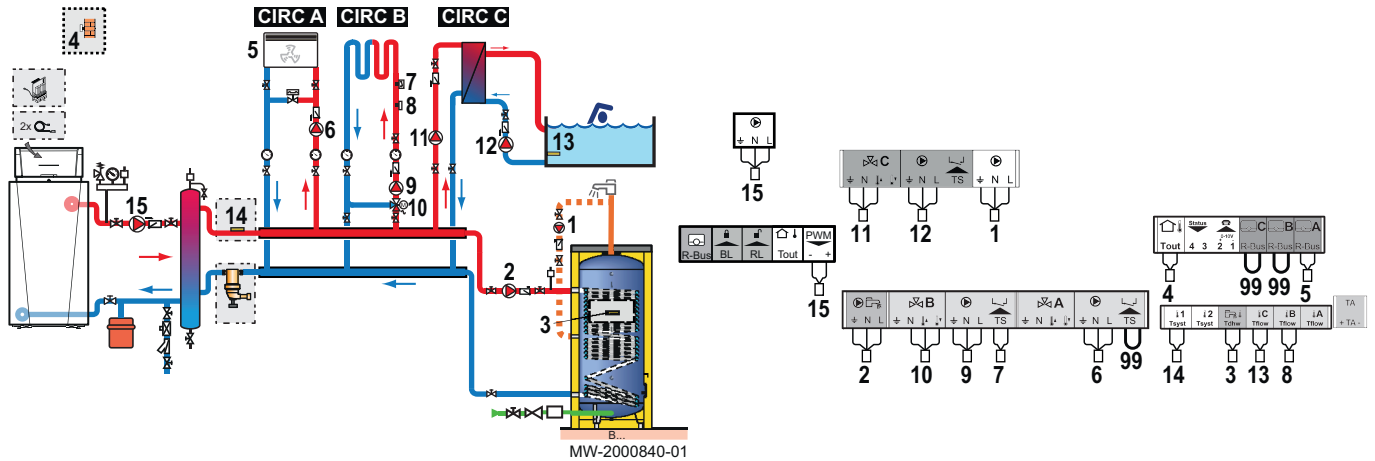 CIRC A CIRC B CIRC C
4
5
7
8
6
11
12
13
2x
9
10
15
14
1
2
3
B...
MW-2000840-01
⏚ N L
15
R-Bus BL RL Tout PWM
- +
15
C
⏚ N ⏚ N L TS ⏚ N L
11 12 1
B A
⏚ N L ⏚ N ⏚ N L TS ⏚ N ⏚ N L TS
2 10 9 7 6 99
Status 0-10V C B A
Tout 4 3 2 1 R-Bus R-Bus R-Bus
4 99 99 5
↓1 ↓2 ↓ ↓C ↓B ↓A TA
Tsyst Tsyst Tdhw Tflow Tflow Tflow + TA -
14 3 13 8